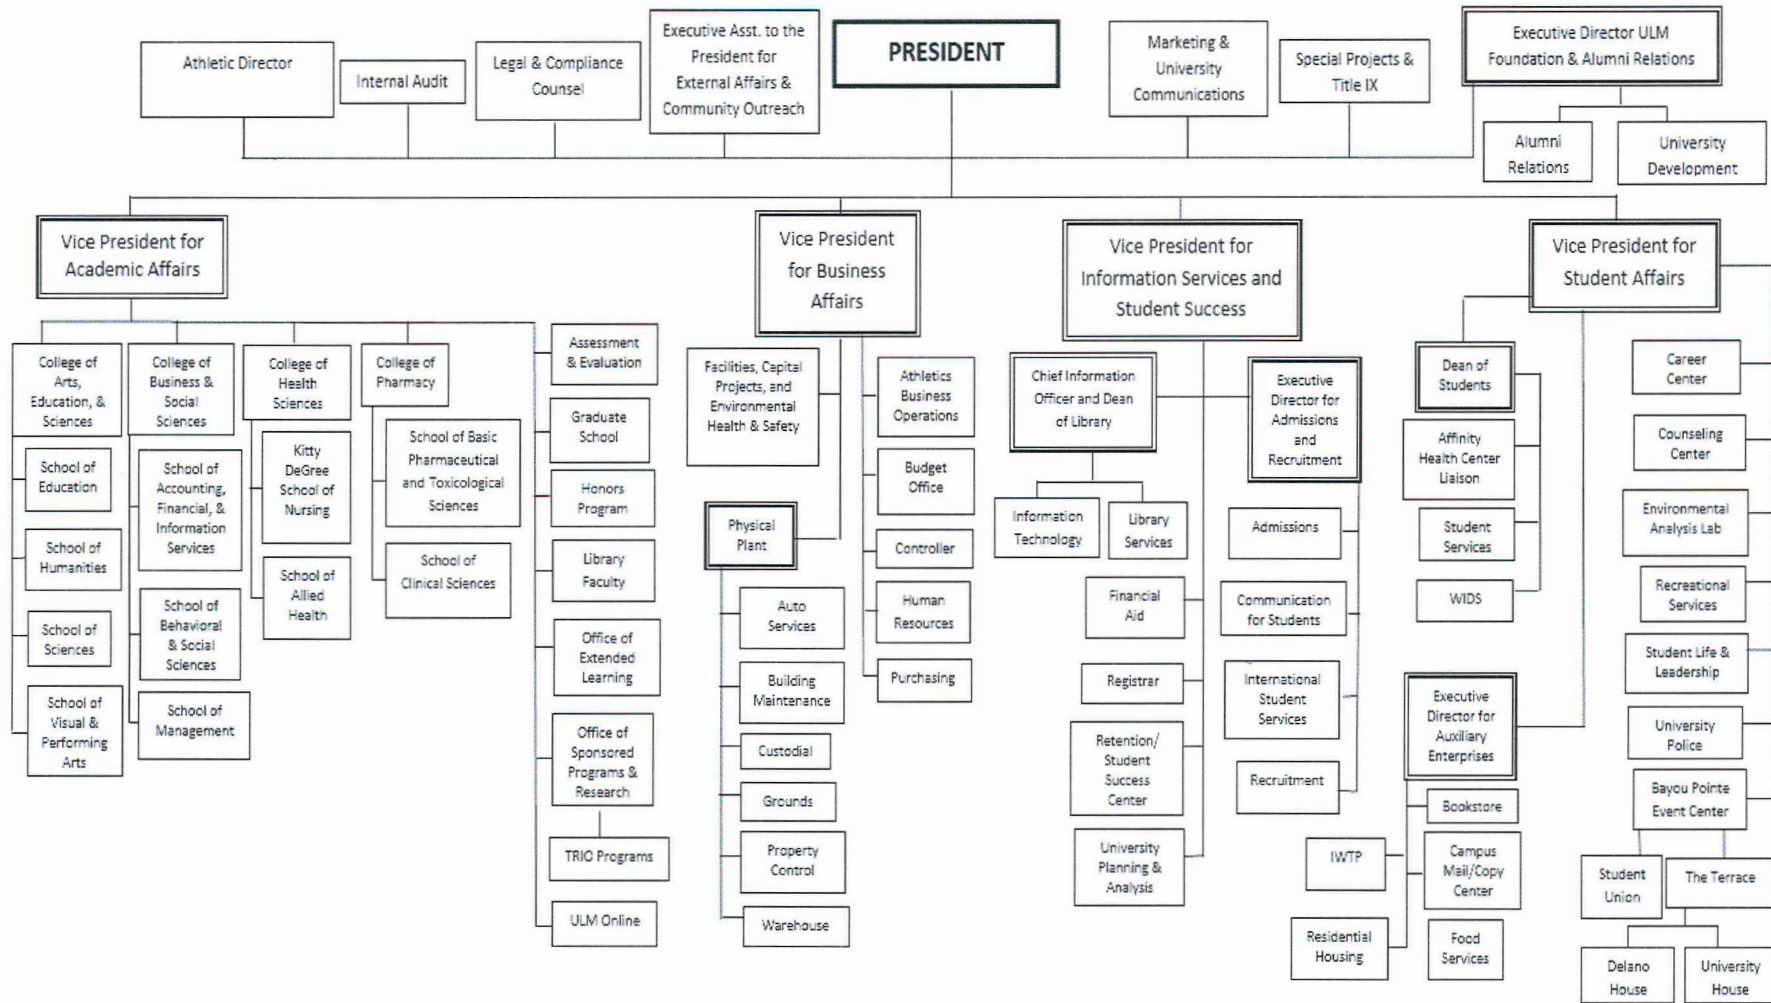 PRESIDENT
Athletic Director
Internal Audit
Legal & Compliance
Counsel
Executive Asst. to the
President for
External Affairs &
Community Outreach
Marketing &
University
Communications
Special Projects &
Title IX
Executive Director ULM
Foundation & Alumni Relations
Alumni
Relations
University
Development
Vice President for
Academic Affairs
College of
Arts,
Education, &
Sciences
School of
Education
School of
Humanities
School of
Sciences
School of
Visual &
Performing
Arts
College of
Business &
Social
Sciences
School of
Accounting,
Financial, &
Information
Services
School of
Behavioral
& Social
Sciences
School of
Management
College of
Health
Sciences
Kitty
DeGree
School of
Nursing
School of
Allied
Health
College of
Pharmacy
School of Basic
Pharmaceutical
and Toxicological
Sciences
School of
Clinical Sciences
Assessment
& Evaluation
Graduate
School
Honors
Program
Library
Faculty
Office of
Extended
Learning
Office of
Sponsored
Programs &
Research
TRIO Programs
ULM Online
Vice President
for Business
Affairs
Facilities, Capital
Projects, and
Environmental
Health & Safety
Physical
Plant
Auto
Services
Building
Maintenance
Custodial
Grounds
Property
Control
Warehouse
Athletics
Business
Operations
Budget
Office
Controller
Human
Resources
Purchasing
Vice President for
Information Services and
Student Success
Chief Information
Officer and Dean
of Library
Information
Technology
Library
Services
Financial
Aid
Registrar
Retention/
Student
Success
Center
University
Planning &
Analysis
Executive
Director for
Admissions
and
Recruitment
Admissions
Communication
for Students
International
Student
Services
Recruitment
Vice President for
Student Affairs
Dean of
Students
Affinity
Health Center
Liaison
Student
Services
WIDS
Executive
Director for
Auxiliary
Enterprises
Bookstore
IWTP
Campus
Mail/Copy
Center
Residential
Housing
Food
Services
Career
Center
Counseling
Center
Environmental
Analysis Lab
Recreational
Services
Student Life &
Leadership
University
Police
Bayou Pointe
Event Center
Student
Union
The Terrace
Delano
House
University
House